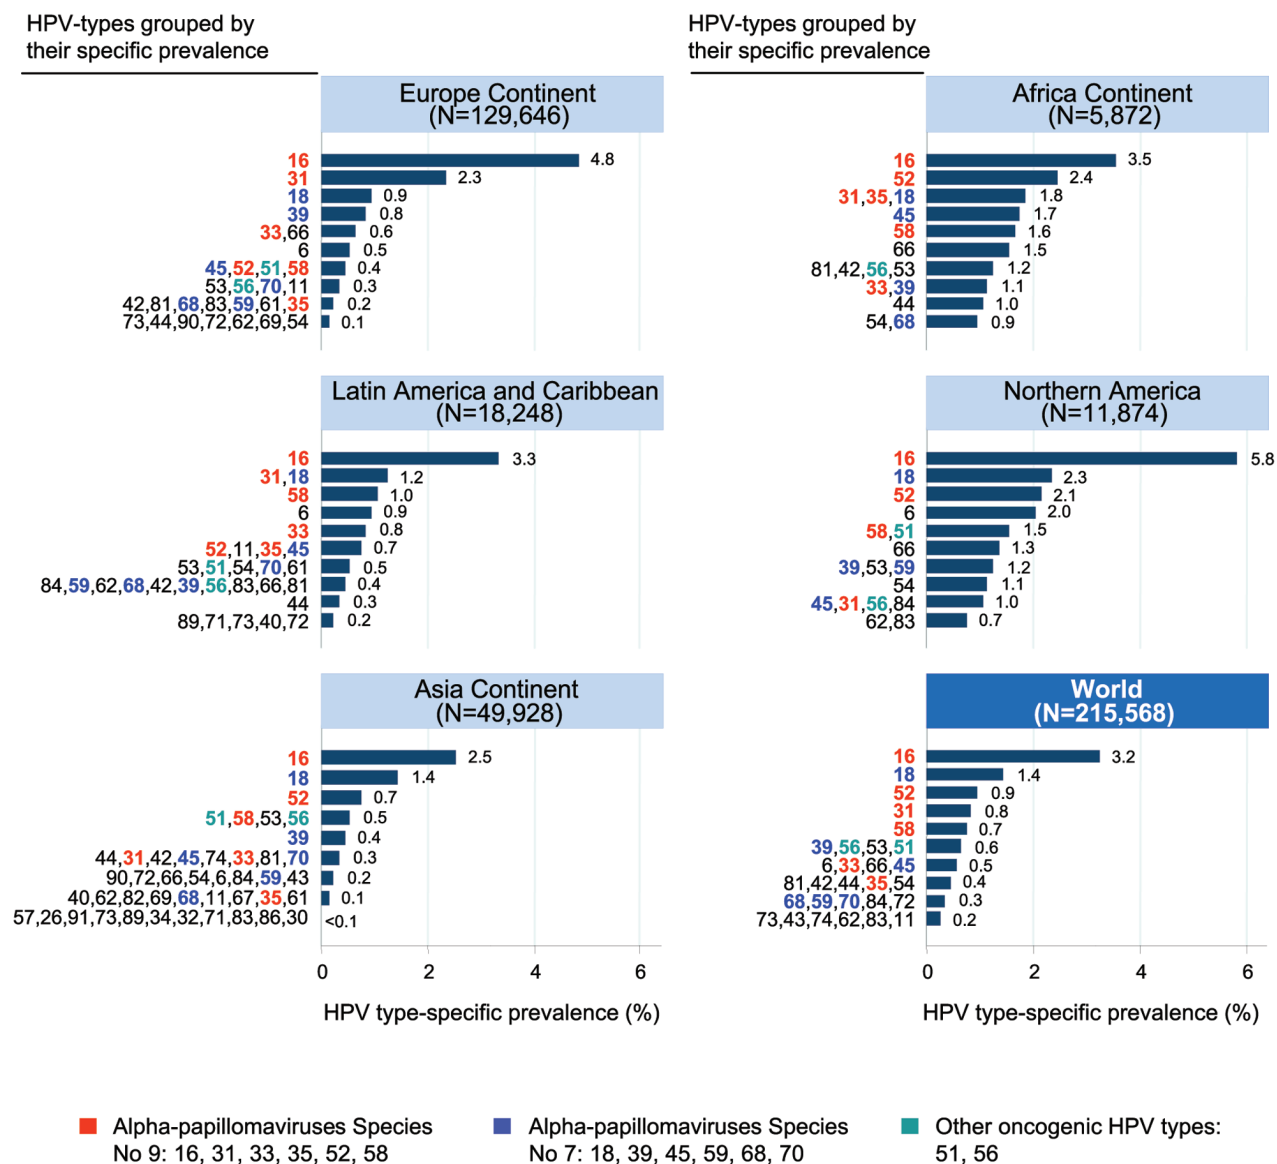 HPV-types grouped by
their specific prevalence
Europe Continent
(N=129,646)
16 4.8
31 2.3
18 0.9
39 0.8
33,66 0.6
6 0.5
45,52,51,58 0.4
53,56,70,11 0.3
42,81,68,83,59,61,35 0.2
73,44,90,72,62,69,54 0.1
Latin America and Caribbean
(N=18,248)
16 3.3
31,18 1.2
58 1.0
6 0.9
33 0.8
52,11,35,45 0.7
53,51,54,70,61 0.5
84,59,62,68,42,39,56,83,66,81 0.4
44 0.3
89,71,73,40,72 0.2
Asia Continent
(N=49,928)
16 2.5
18 1.4
52 0.7
51,58,53,56 0.5
39 0.4
44,31,42,45,74,33,81,70 0.3
90,72,66,54,6,84,59,43 0.2
40,62,82,69,68,11,67,35,61 0.1
57,26,91,73,89,34,32,71,83,86,30 <0.1
0 2 4 6
HPV type-specific prevalence (%)
HPV-types grouped by
their specific prevalence
Africa Continent
(N=5,872)
16 3.5
52 2.4
31,35,18 1.8
45 1.7
58 1.6
66 1.5
81,42,56,53 1.2
33,39 1.1
44 1.0
54,68 0.9
Northern America
(N=11,874)
16 5.8
18 2.3
52 2.1
6 2.0
58,51 1.5
66 1.3
39,53,59 1.2
54 1.1
45,31,56,84 1.0
62,83 0.7
World
(N=215,568)
16 3.2
18 1.4
52 0.9
31 0.8
58 0.7
39,56,53,51 0.6
6,33,66,45 0.5
81,42,44,35,54 0.4
68,59,70,84,72 0.3
73,43,74,62,83,11 0.2
0 2 4 6
HPV type-specific prevalence (%)
Alpha-papillomaviruses Species
No 9: 16, 31, 33, 35, 52, 58
Alpha-papillomaviruses Species
No 7: 18, 39, 45, 59, 68, 70
Other oncogenic HPV types:
51, 56